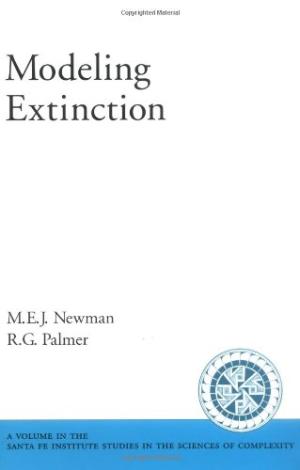 Copyrighted Material
Modeling
Extinction
M.E.J. Newman
R.G. Palmer
A VOLUME IN THE
SANTA FE INSTITUTE STUDIES IN THE SCIENCES OF COMPLEXITY